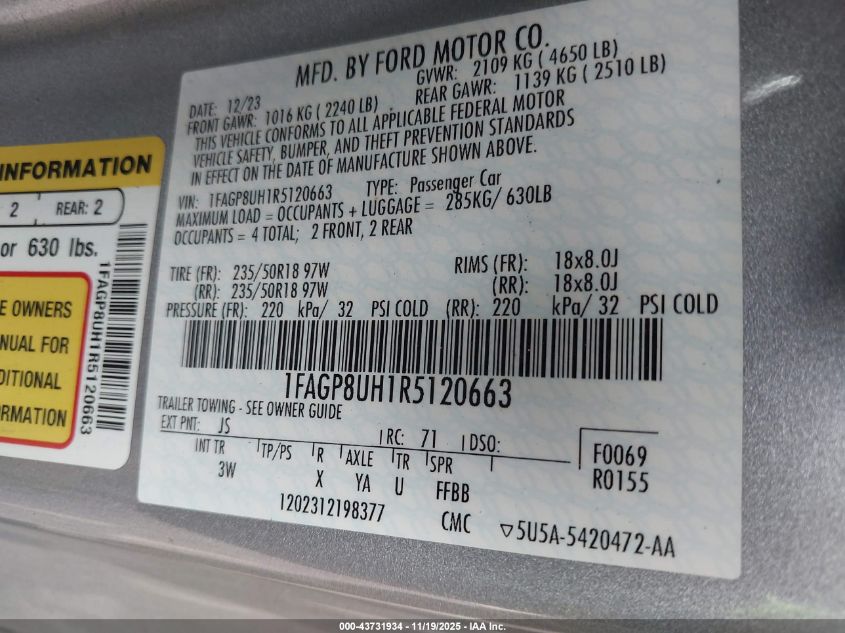 MFD. BY FORD MOTOR CO.
DATE: 12/23 GVWR: 2109 KG ( 4650 LB)
FRONT GAWR: 1016 KG ( 2240 LB) REAR GAWR: 1139 KG ( 2510 LB)
THIS VEHICLE CONFORMS TO ALL APPLICABLE FEDERAL MOTOR
VEHICLE SAFETY, BUMPER, AND THEFT PREVENTION STANDARDS
IN EFFECT ON THE DATE OF MANUFACTURE SHOWN ABOVE.
VIN: 1FAGP8UH1R5120663 TYPE: Passenger Car
MAXIMUM LOAD = OCCUPANTS + LUGGAGE = 285KG/ 630LB
OCCUPANTS = 4 TOTAL; 2 FRONT, 2 REAR
TIRE (FR): 235/50R18 97W RIMS (FR): 18x8.0J
(RR): 235/50R18 97W (RR): 18x8.0J
PRESSURE (FR): 220 kPa/ 32 PSI COLD (RR): 220 kPa/ 32 PSI COLD
1FAGP8UH1R5120663
TRAILER TOWING - SEE OWNER GUIDE
EXT PNT: JS RC: 71 DSO:
INT TR TP/PS R AXLE TR SPR
3W X YA U FFBB
F0069
R0155
1202312198377 CMC ▽5U5A-5420472-AA
INFORMATION
2 REAR: 2
or 630 lbs.
OWNERS
FOR
1FAGP8UH1R5120663
000-43731934 - 11/19/2025 - IAA Inc.